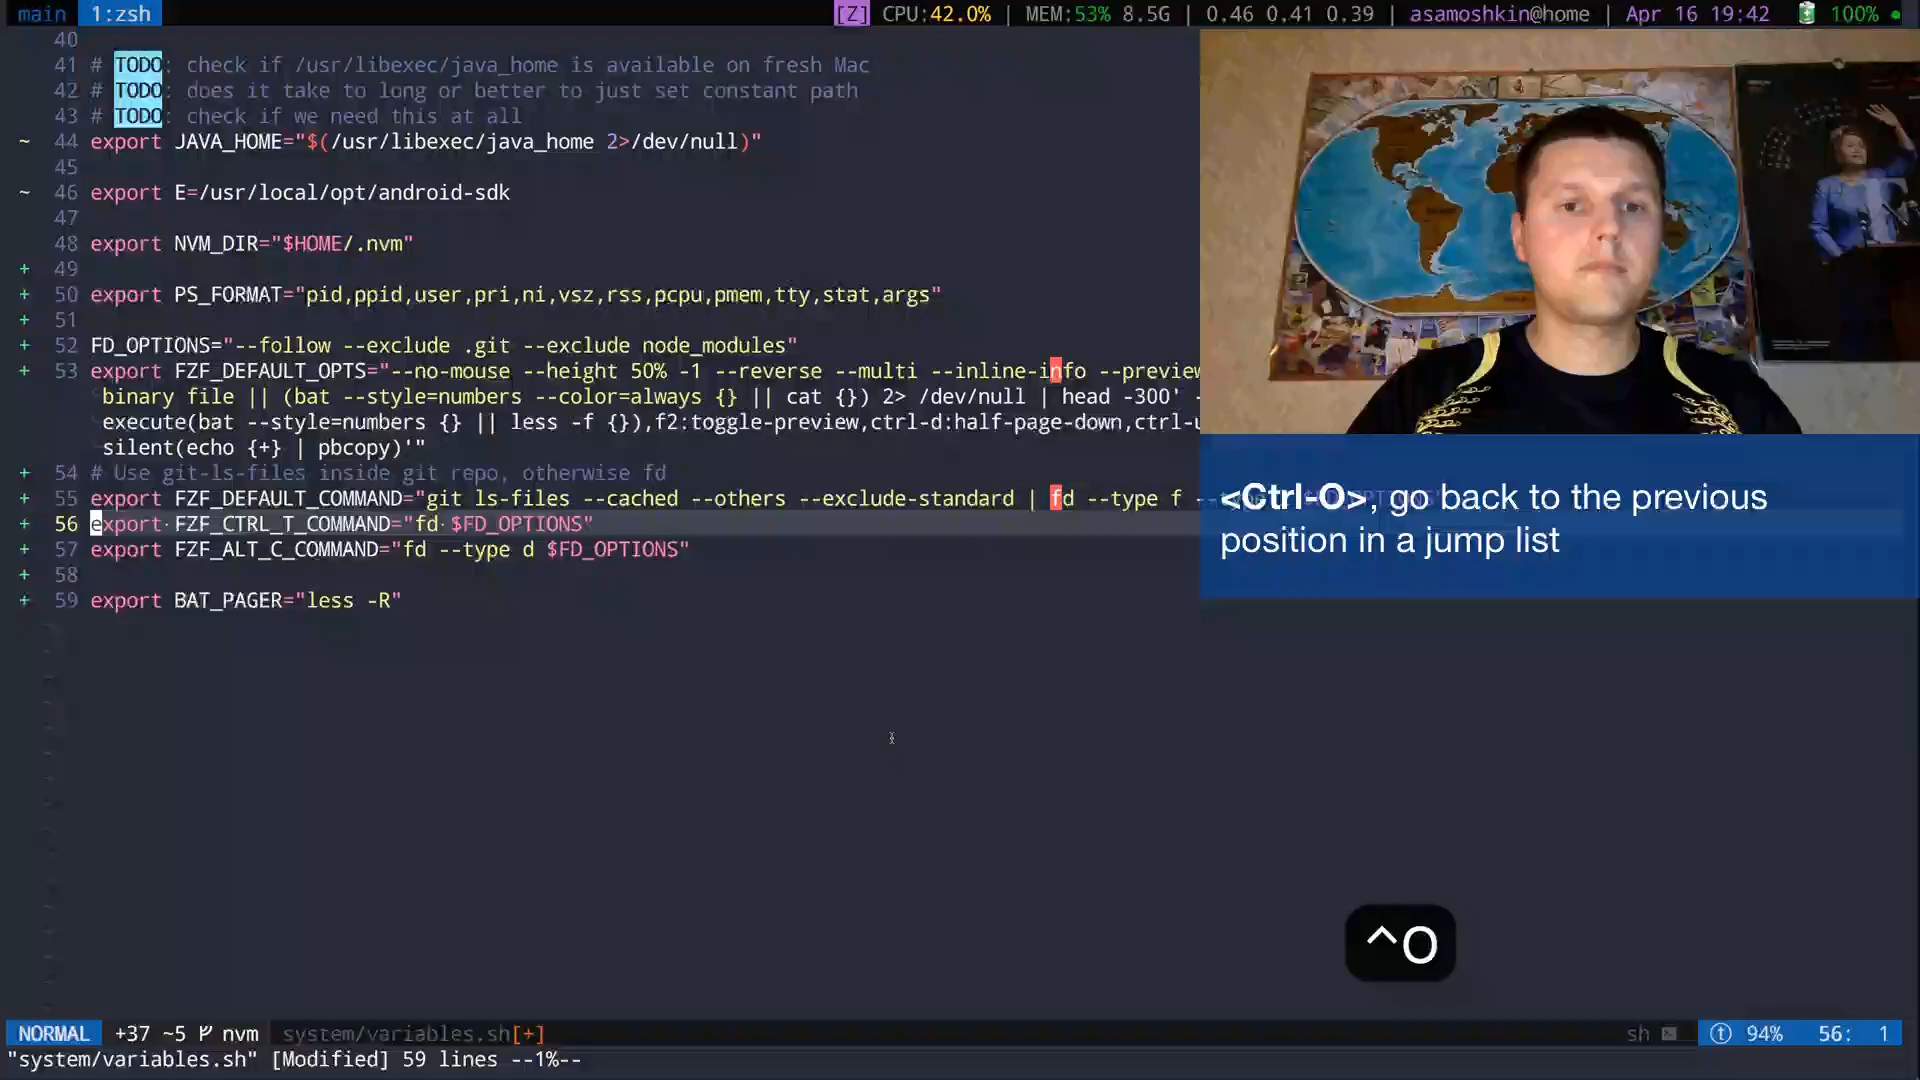 main 1:zsh [Z] CPU:42.0% | MEM:53% 8.5G | 0.46 0.41 0.39 | asamoshkin@home | Apr 16 19:42 100%
40
41 # TODO: check if /usr/libexec/java_home is available on fresh Mac
42 # TODO: does it take to long or better to just set constant path
43 # TODO: check if we need this at all
~ 44 export JAVA_HOME="$(/usr/libexec/java_home 2>/dev/null)"
45
~ 46 export E=/usr/local/opt/android-sdk
47
48 export NVM_DIR="$HOME/.nvm"
+ 49
+ 50 export PS_FORMAT="pid,ppid,user,pri,ni,vsz,rss,pcpu,pmem,tty,stat,args"
+ 51
+ 52 FD_OPTIONS="--follow --exclude .git --exclude node_modules"
+ 53 export FZF_DEFAULT_OPTS="--no-mouse --height 50% -1 --reverse --multi --inline-info --preview
binary file || (bat --style=numbers --color=always {} || cat {}) 2> /dev/null | head -300' -
execute(bat --style=numbers {} || less -f {}),f2:toggle-preview,ctrl-d:half-page-down,ctrl-u
silent(echo {+} | pbcopy)'"
+ 54 # Use git-ls-files inside git repo, otherwise fd
+ 55 export FZF_DEFAULT_COMMAND="git ls-files --cached --others --exclude-standard | fd --type f --
+ 56 export FZF_CTRL_T_COMMAND="fd $FD_OPTIONS"
+ 57 export FZF_ALT_C_COMMAND="fd --type d $FD_OPTIONS"
+ 58
+ 59 export BAT_PAGER="less -R"
<Ctrl-O>, go back to the previous
position in a jump list
^O
NORMAL +37 ~5 nvm system/variables.sh[+] sh 94% 56: 1
"system/variables.sh" [Modified] 59 lines --1%--